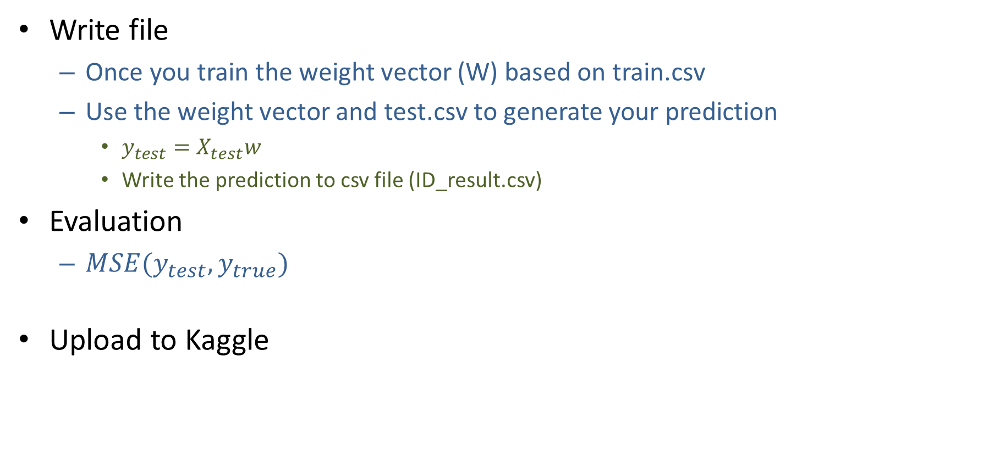 • Write file
– Once you train the weight vector (W) based on train.csv
– Use the weight vector and test.csv to generate your prediction
• y_{test} = X_{test}w
• Write the prediction to csv file (ID_result.csv)
• Evaluation
– MSE(y_{test}, y_{true})
• Upload to Kaggle